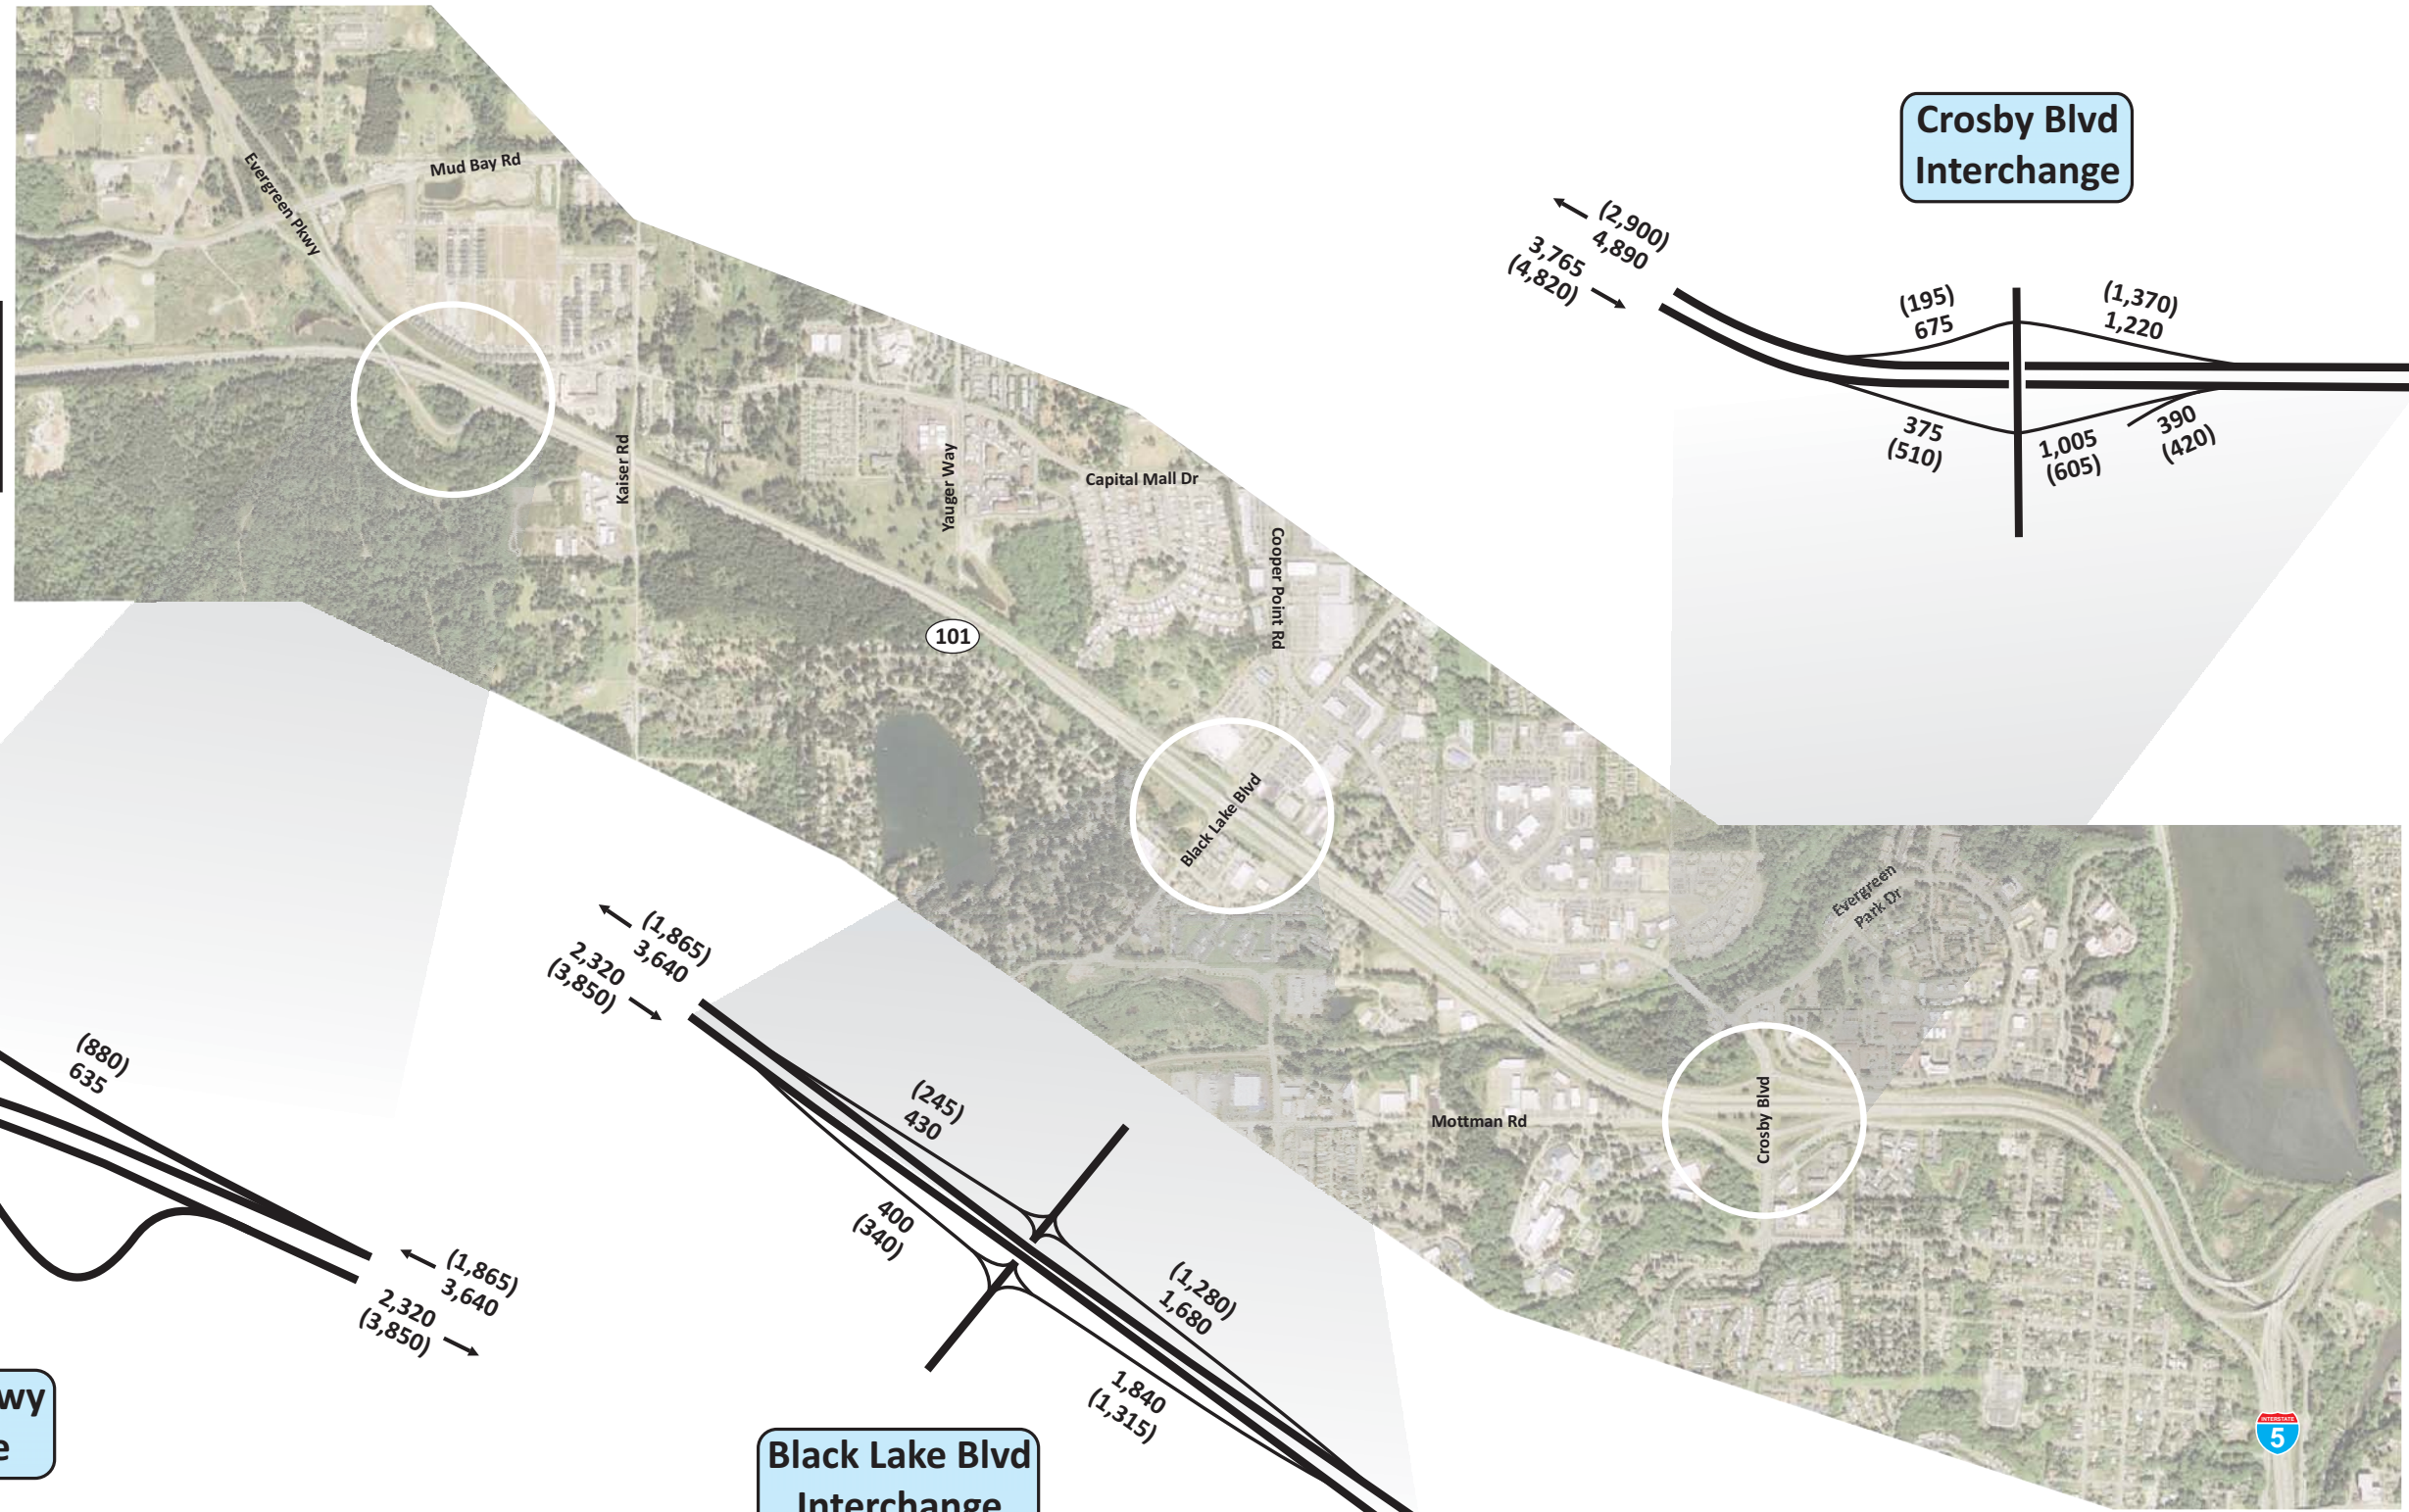 Crosby Blvd
Interchange
(2,900)
4,890
3,765
(4,820)
(195)
675
(1,370)
1,220
375
(510)
1,005
(605)
390
(420)
Evergreen Pkwy
Mud Bay Rd
Kaiser Rd
Yauger Way
Capital Mall Dr
Cooper Point Rd
101
Black Lake Blvd
Evergreen
Park Dr
Mottman Rd
Crosby Blvd
INTERSTATE
5
(880)
635
(1,865)
3,640
2,320
(3,850)
wy
e
(1,865)
3,640
2,320
(3,850)
(245)
430
400
(340)
(1,280)
1,680
1,840
(1,315)
Black Lake Blvd
Interchange